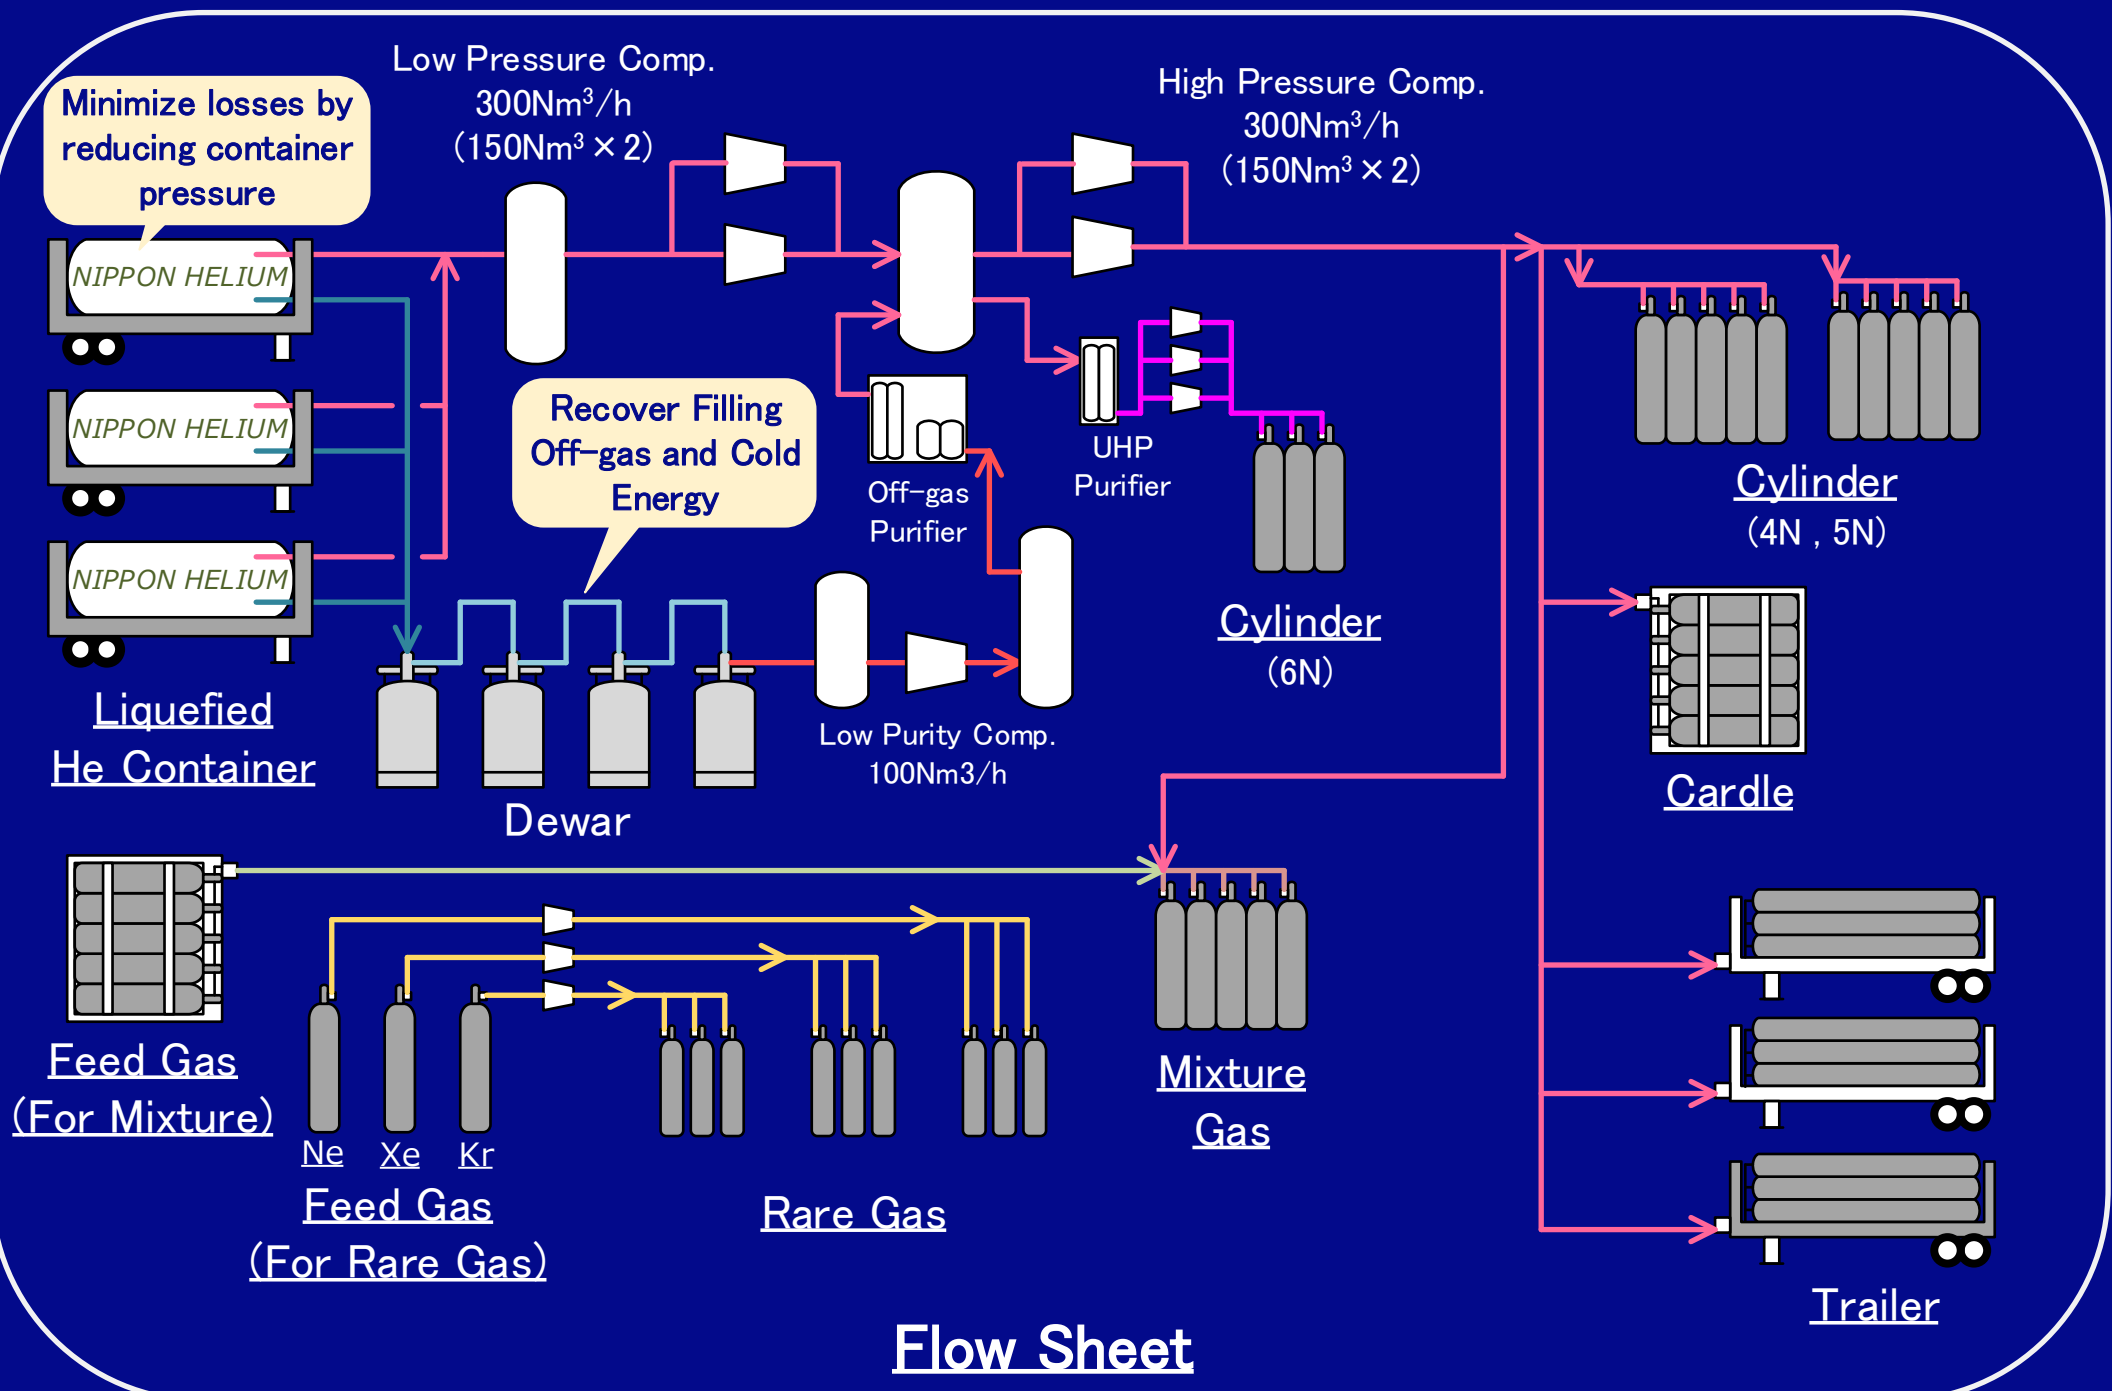 Low Pressure Comp.
300Nm³/h
(150Nm³×2)
High Pressure Comp.
300Nm³/h
(150Nm³×2)
Minimize losses by
reducing container
pressure
NIPPON HELIUM
NIPPON HELIUM
NIPPON HELIUM
Liquefied
He Container
Recover Filling
Off-gas and Cold
Energy
Off-gas
Purifier
UHP
Purifier
Cylinder
(6N)
Cylinder
(4N , 5N)
Low Purity Comp.
100Nm3/h
Dewar
Cardle
Feed Gas
(For Mixture)
Ne
Xe
Kr
Feed Gas
(For Rare Gas)
Rare Gas
Mixture
Gas
Trailer
Flow Sheet